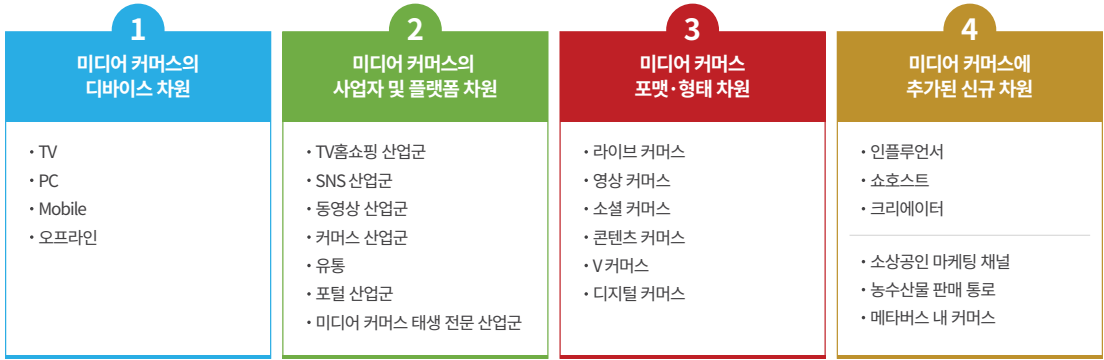 1
미디어 커머스의
디바이스 차원
• TV
• PC
• Mobile
• 오프라인
2
미디어 커머스의
사업자 및 플랫폼 차원
• TV홈쇼핑 산업군
• SNS 산업군
• 동영상 산업군
• 커머스 산업군
• 유통
• 포털 산업군
• 미디어 커머스 태생 전문 산업군
3
미디어 커머스
포맷·형태 차원
• 라이브 커머스
• 영상 커머스
• 소셜 커머스
• 콘텐츠 커머스
• V 커머스
• 디지털 커머스
4
미디어 커머스에
추가된 신규 차원
• 인플루언서
• 쇼호스트
• 크리에이터
• 소상공인 마케팅 채널
• 농수산물 판매 통로
• 메타버스 내 커머스